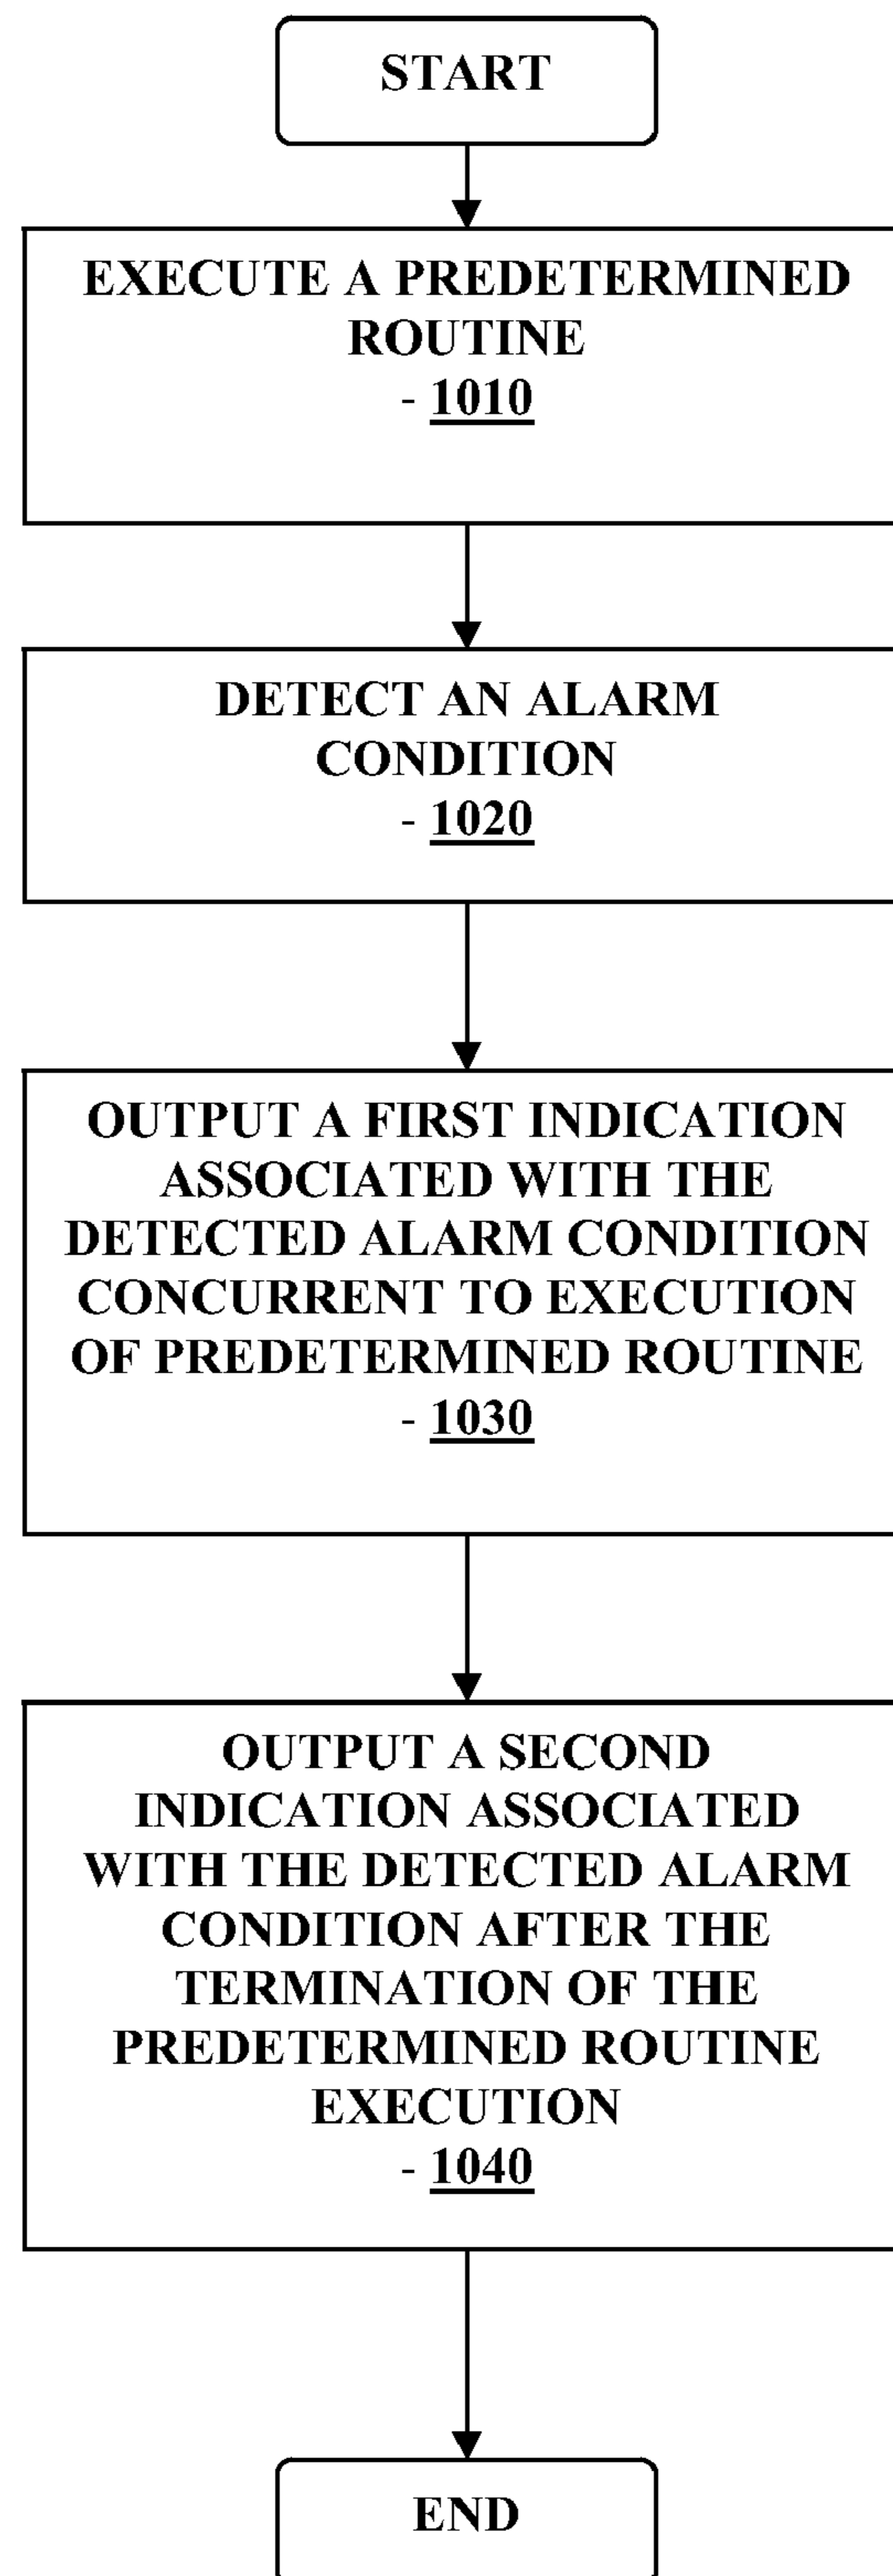 START
EXECUTE A PREDETERMINED
ROUTINE
- 1010
DETECT AN ALARM
CONDITION
- 1020
OUTPUT A FIRST INDICATION
ASSOCIATED WITH THE
DETECTED ALARM CONDITION
CONCURRENT TO EXECUTION
OF PREDETERMINED ROUTINE
- 1030
OUTPUT A SECOND
INDICATION ASSOCIATED
WITH THE DETECTED ALARM
CONDITION AFTER THE
TERMINATION OF THE
PREDETERMINED ROUTINE
EXECUTION
- 1040
END